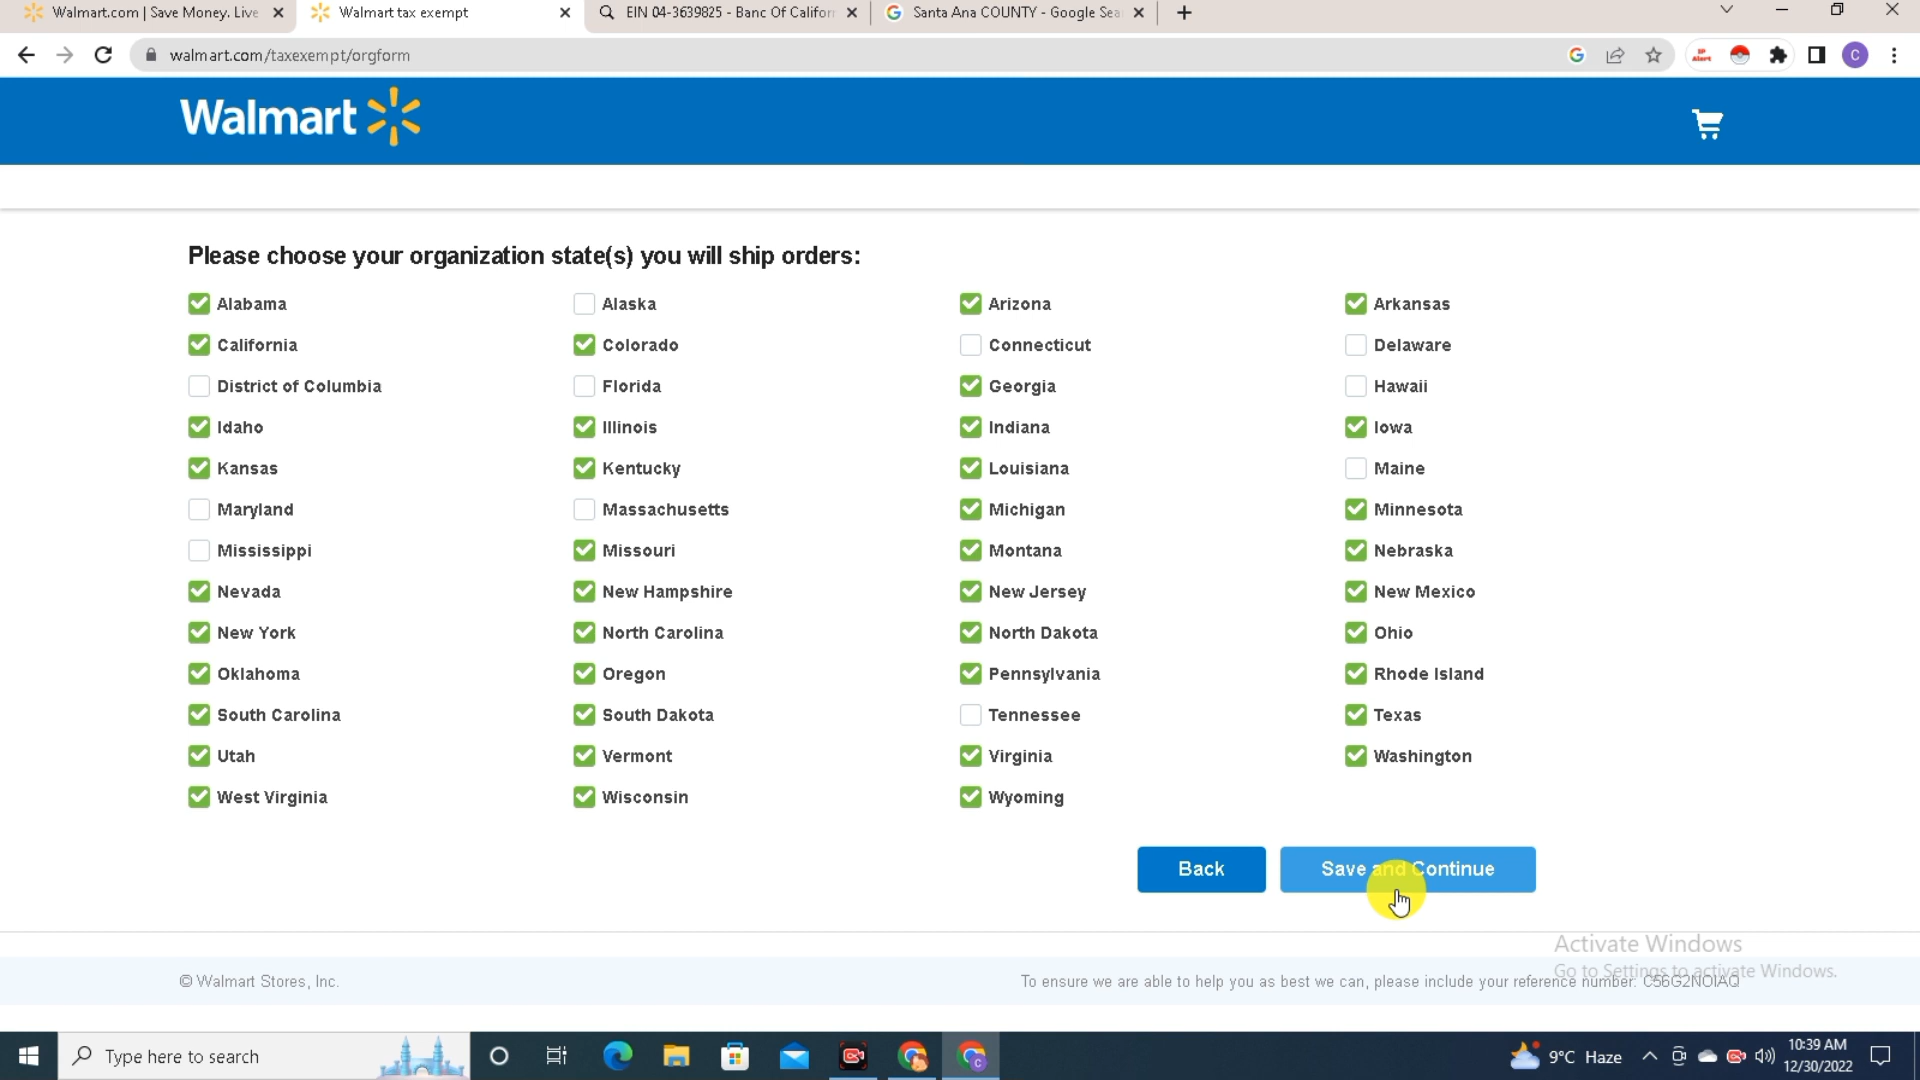 Walmart.com | Save Money. Live
Walmart tax exempt
EIN 04-3639825 - Banc Of Califor
Santa Ana COUNTY - Google Sea
walmart.com/taxexempt/orgform
C
Walmart
Please choose your organization state(s) you will ship orders:
Alabama Alaska Arizona Arkansas
California Colorado Connecticut Delaware
District of Columbia Florida Georgia Hawaii
Idaho Illinois Indiana Iowa
Kansas Kentucky Louisiana Maine
Maryland Massachusetts Michigan Minnesota
Mississippi Missouri Montana Nebraska
Nevada New Hampshire New Jersey New Mexico
New York North Carolina North Dakota Ohio
Oklahoma Oregon Pennsylvania Rhode Island
South Carolina South Dakota Tennessee Texas
Utah Vermont Virginia Washington
West Virginia Wisconsin Wyoming
Back Save and Continue
Activate Windows
Go to Settings to activate Windows.
© Walmart Stores, Inc.
To ensure we are able to help you as best we can, please include your reference number: C56G2NOIAQ
Type here to search
9°C Haze
10:39 AM
12/30/2022